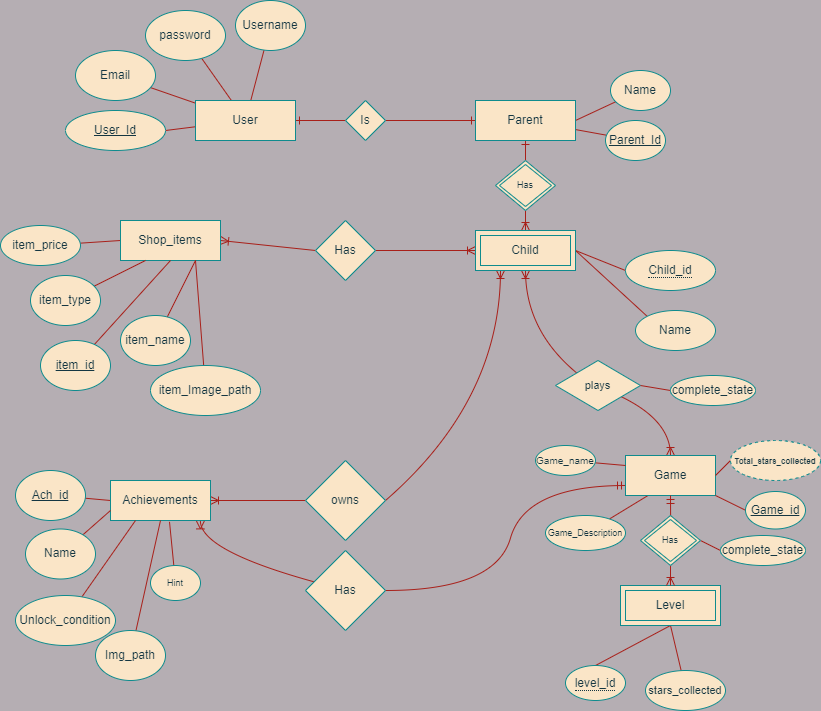 Username
password
Email
User_Id
User
Is
Parent
Name
Parent_Id
Has
item_price
Shop_items
Has
Child
Child_id
Name
item_type
item_name
item_id
item_Image_path
plays
complete_state
Game_name
Game
Total_stars_collected
Game_id
Game_Description
Has
complete_state
Level
level_id
stars_collected
Ach_id
Achievements
owns
Name
Hint
Has
Unlock_condition
Img_path